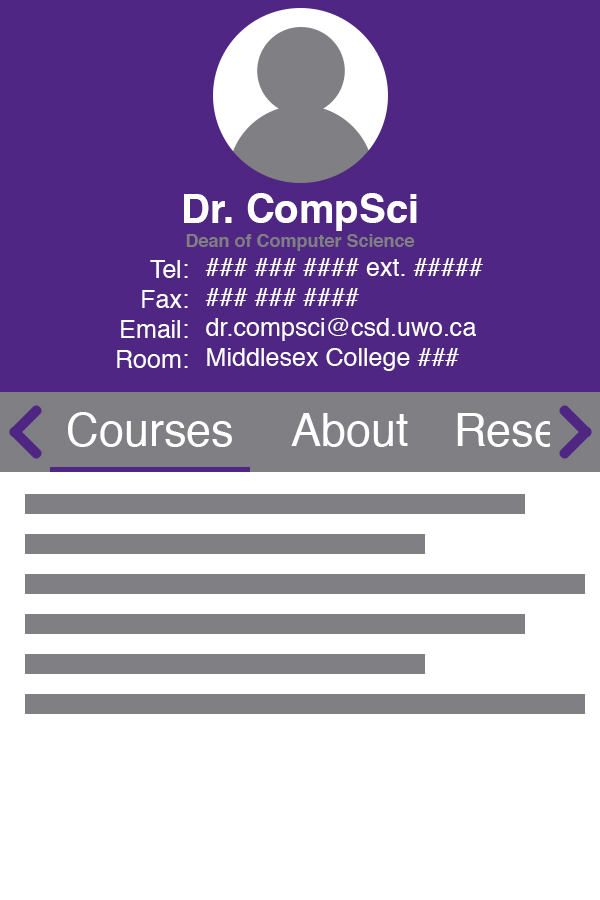 Dr. CompSci
Dean of Computer Science
Tel: ### ### #### ext. #####
Fax: ### ### ####
Email: dr.compsci@csd.uwo.ca
Room: Middlesex College ###
Courses About Rese